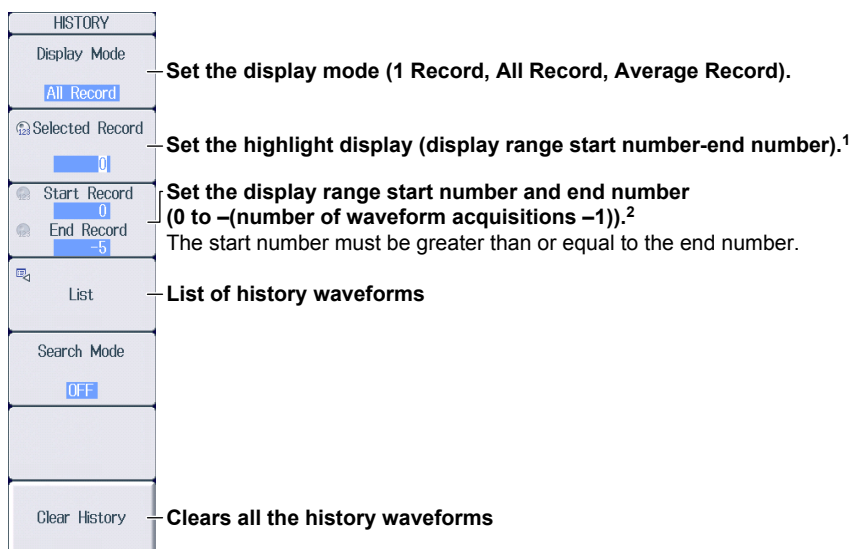 HISTORY
Display Mode
All Record
Set the display mode (1 Record, All Record, Average Record).
Selected Record
0
Set the highlight display (display range start number-end number).1
Start Record
0
End Record
-5
Set the display range start number and end number
(0 to –(number of waveform acquisitions –1)).2
The start number must be greater than or equal to the end number.
List
List of history waveforms
Search Mode
OFF
Clear History
Clears all the history waveforms